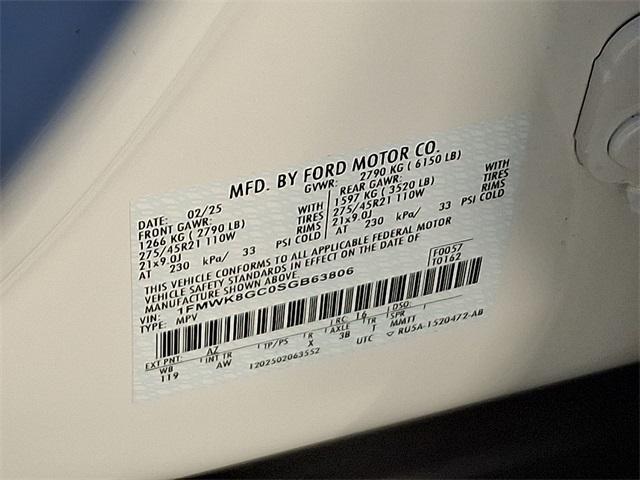 MFD. BY FORD MOTOR CO.
DATE: 02/25 GVWR: 2790 KG ( 6150 LB)
FRONT GAWR: WITH REAR GAWR: WITH
1266 KG ( 2790 LB) TIRES 1597 KG ( 3520 LB) TIRES
275/45R21 110W RIMS 275/45R21 110W RIMS
21x9.0J 21x9.0J
AT 230 kPa/ 33 PSI COLD AT 230 kPa/ 33 PSI COLD
THIS VEHICLE CONFORMS TO ALL APPLICABLE FEDERAL MOTOR
VEHICLE SAFETY STANDARDS IN EFFECT ON THE DATE OF
MANUFACTURE SHOWN ABOVE.
VIN: 1FMWK8GC0SGB63806 F0057
TYPE: MPV T0162
EXT PNT: AZ RC: 16 DSO:
WB INT TR TP/PS R AXLE TR SPR
119 AW X 3B T MMTT
1202502063552 UTC RU5A-1520472-AB